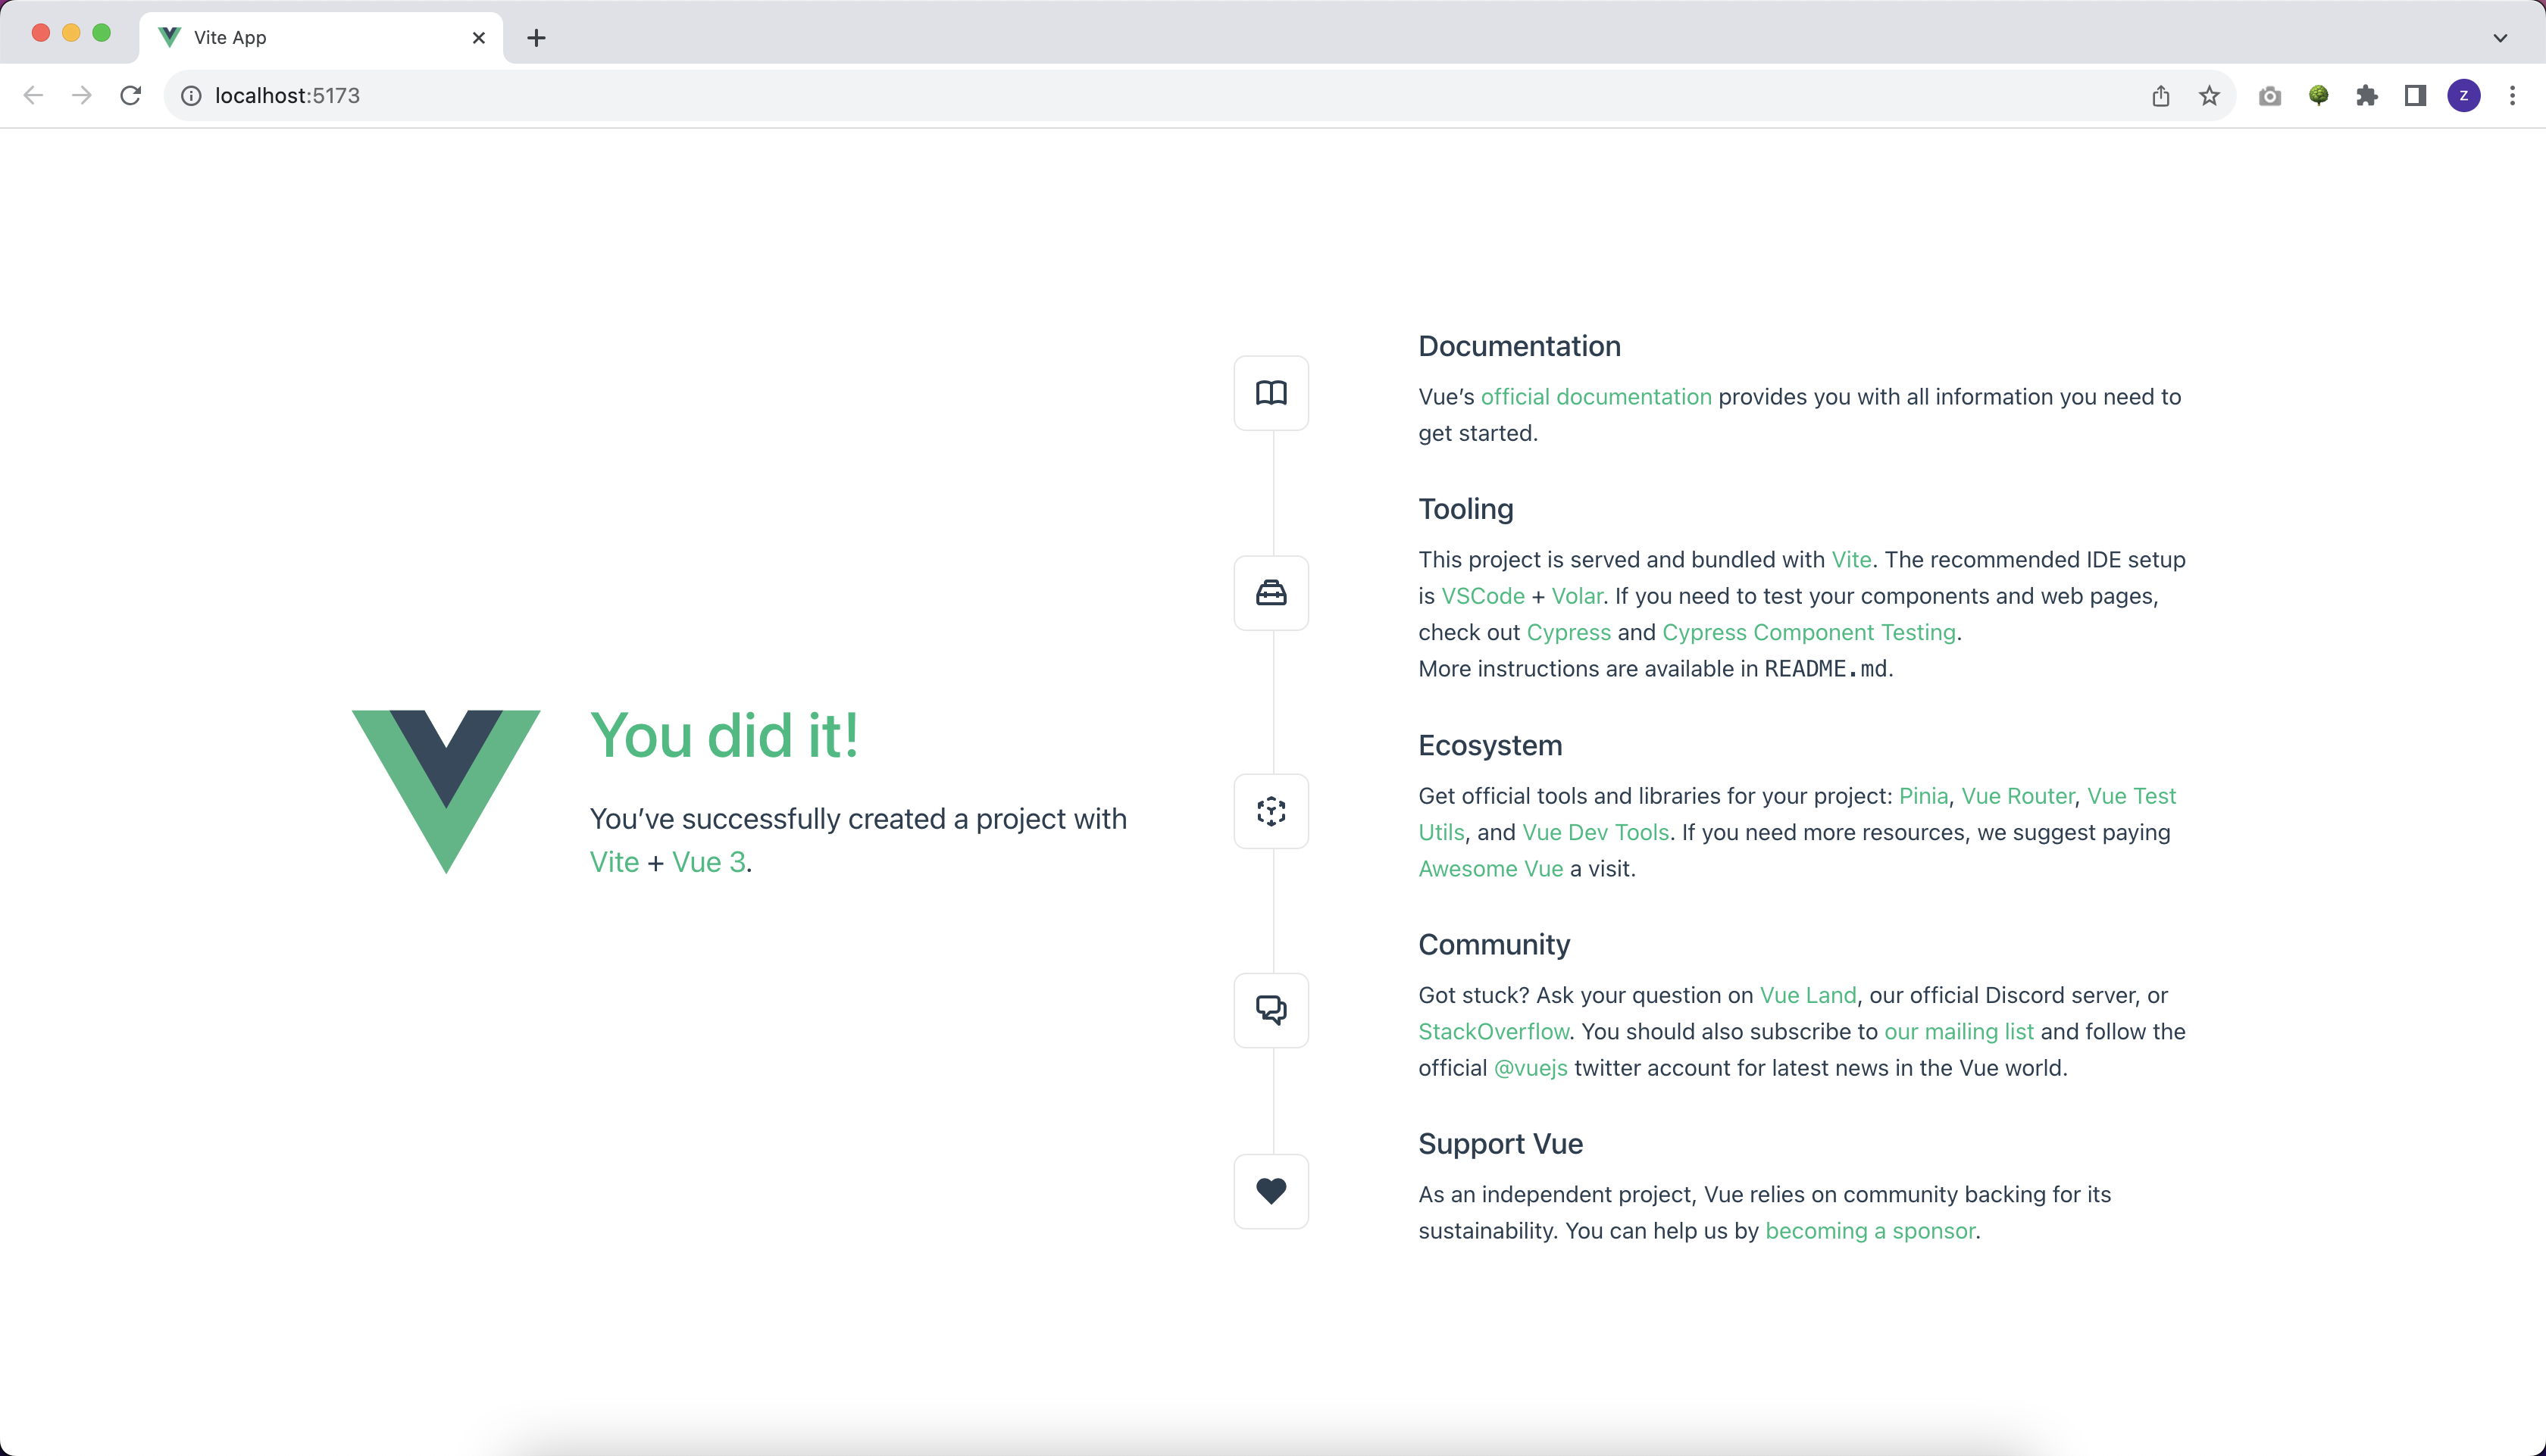 Vite App
localhost:5173
Z
You did it!
You’ve successfully created a project with
Vite + Vue 3.
Documentation
Vue’s official documentation provides you with all information you need to
get started.
Tooling
This project is served and bundled with Vite. The recommended IDE setup
is VSCode + Volar. If you need to test your components and web pages,
check out Cypress and Cypress Component Testing.
More instructions are available in README.md.
Ecosystem
Get official tools and libraries for your project: Pinia, Vue Router, Vue Test
Utils, and Vue Dev Tools. If you need more resources, we suggest paying
Awesome Vue a visit.
Community
Got stuck? Ask your question on Vue Land, our official Discord server, or
StackOverflow. You should also subscribe to our mailing list and follow the
official @vuejs twitter account for latest news in the Vue world.
Support Vue
As an independent project, Vue relies on community backing for its
sustainability. You can help us by becoming a sponsor.